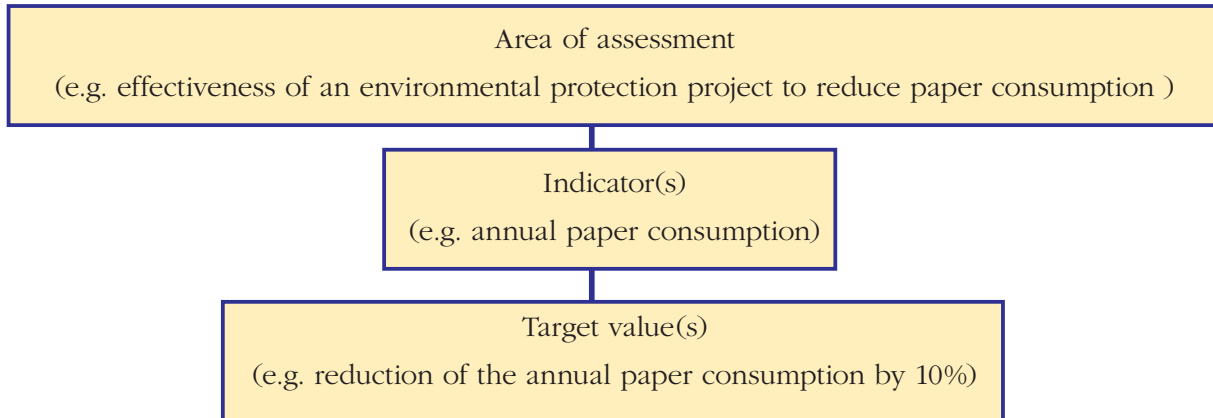 Area of assessment
(e.g. effectiveness of an environmental protection project to reduce paper consumption )
Indicator(s)
(e.g. annual paper consumption)
Target value(s)
(e.g. reduction of the annual paper consumption by 10%)